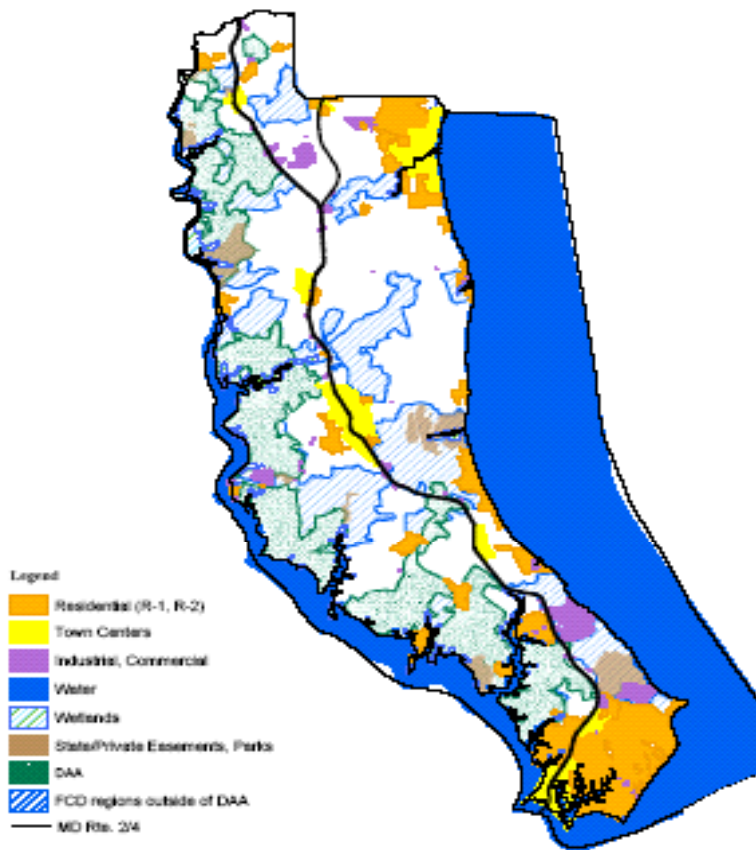 Legend
Residential (R-1, R-2)
Town Centers
Industrial, Commercial
Water
Wetlands
State/Private Easements, Parks
DAA
FCD regions outside of DAA
MD Rte. 2/4